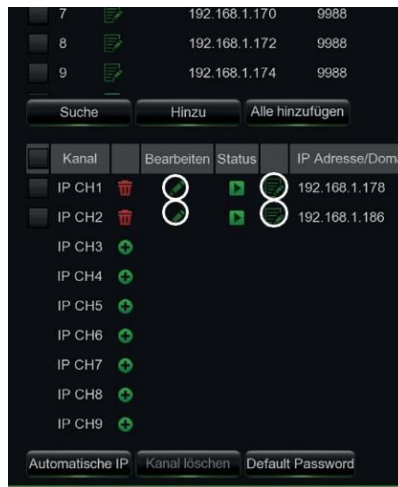 7 192.168.1.170 9988
8 192.168.1.172 9988
9 192.168.1.174 9988
Suche Hinzu Alle hinzufügen
Kanal Bearbeiten Status IP Adresse/Dom
IP CH1 192.168.1.178
IP CH2 192.168.1.186
IP CH3
IP CH4
IP CH5
IP CH6
IP CH7
IP CH8
IP CH9
Automatische IP Kanal löschen Default Password